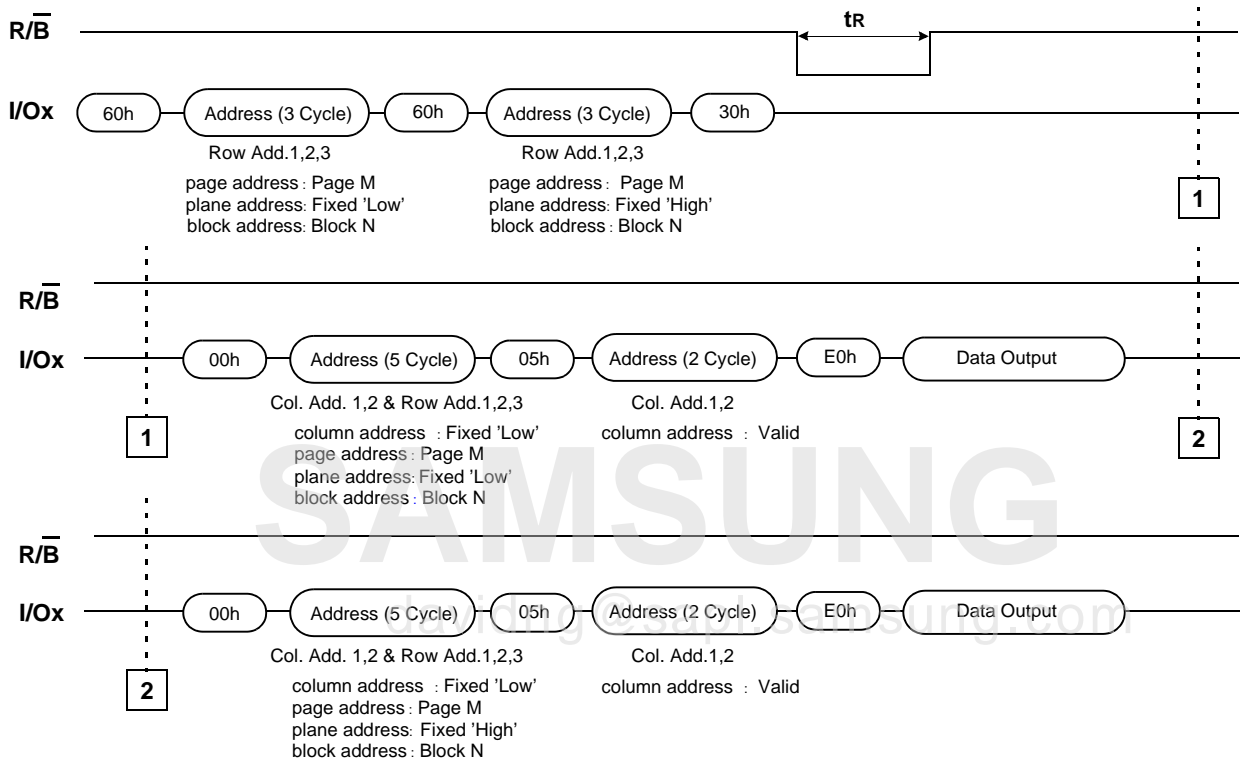 tR
R/B
I/Ox 60h Address (3 Cycle) 60h Address (3 Cycle) 30h
Row Add.1,2,3 Row Add.1,2,3
page address : Page M page address : Page M
plane address: Fixed 'Low' plane address: Fixed 'High'
block address: Block N block address: Block N
1
R/B
I/Ox 00h Address (5 Cycle) 05h Address (2 Cycle) E0h Data Output
Col. Add. 1,2 & Row Add.1,2,3 Col. Add.1,2
1 column address : Fixed 'Low' column address : Valid 2
page address : Page M
plane address: Fixed 'Low'
block address : Block N
SAMSUNG
R/B
I/Ox 00h Address (5 Cycle) 05h Address (2 Cycle) E0h Data Output
davidng@sapl.samsung.com
Col. Add. 1,2 & Row Add.1,2,3 Col. Add.1,2
2 column address : Fixed 'Low' column address : Valid
page address : Page M
plane address: Fixed 'High'
block address : Block N